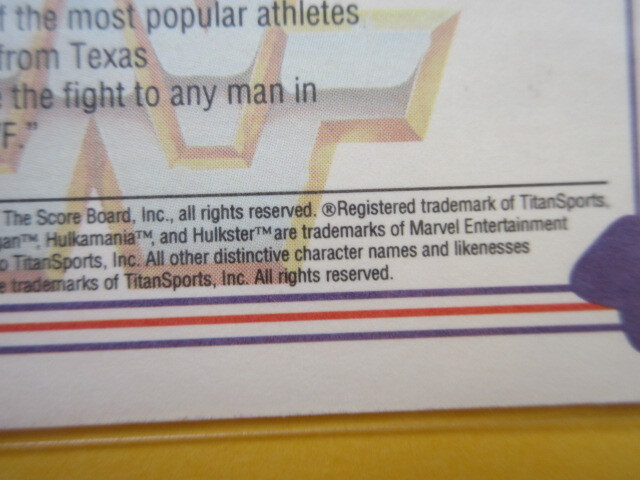 f the most popular athletes
from Texas
e the fight to any man in
F."
The Score Board, Inc., all rights reserved. ®Registered trademark of TitanSports,
gan™, Hulkamania™, and Hulkster™ are trademarks of Marvel Entertainment
o TitanSports, Inc. All other distinctive character names and likenesses
e trademarks of TitanSports, Inc. All rights reserved.